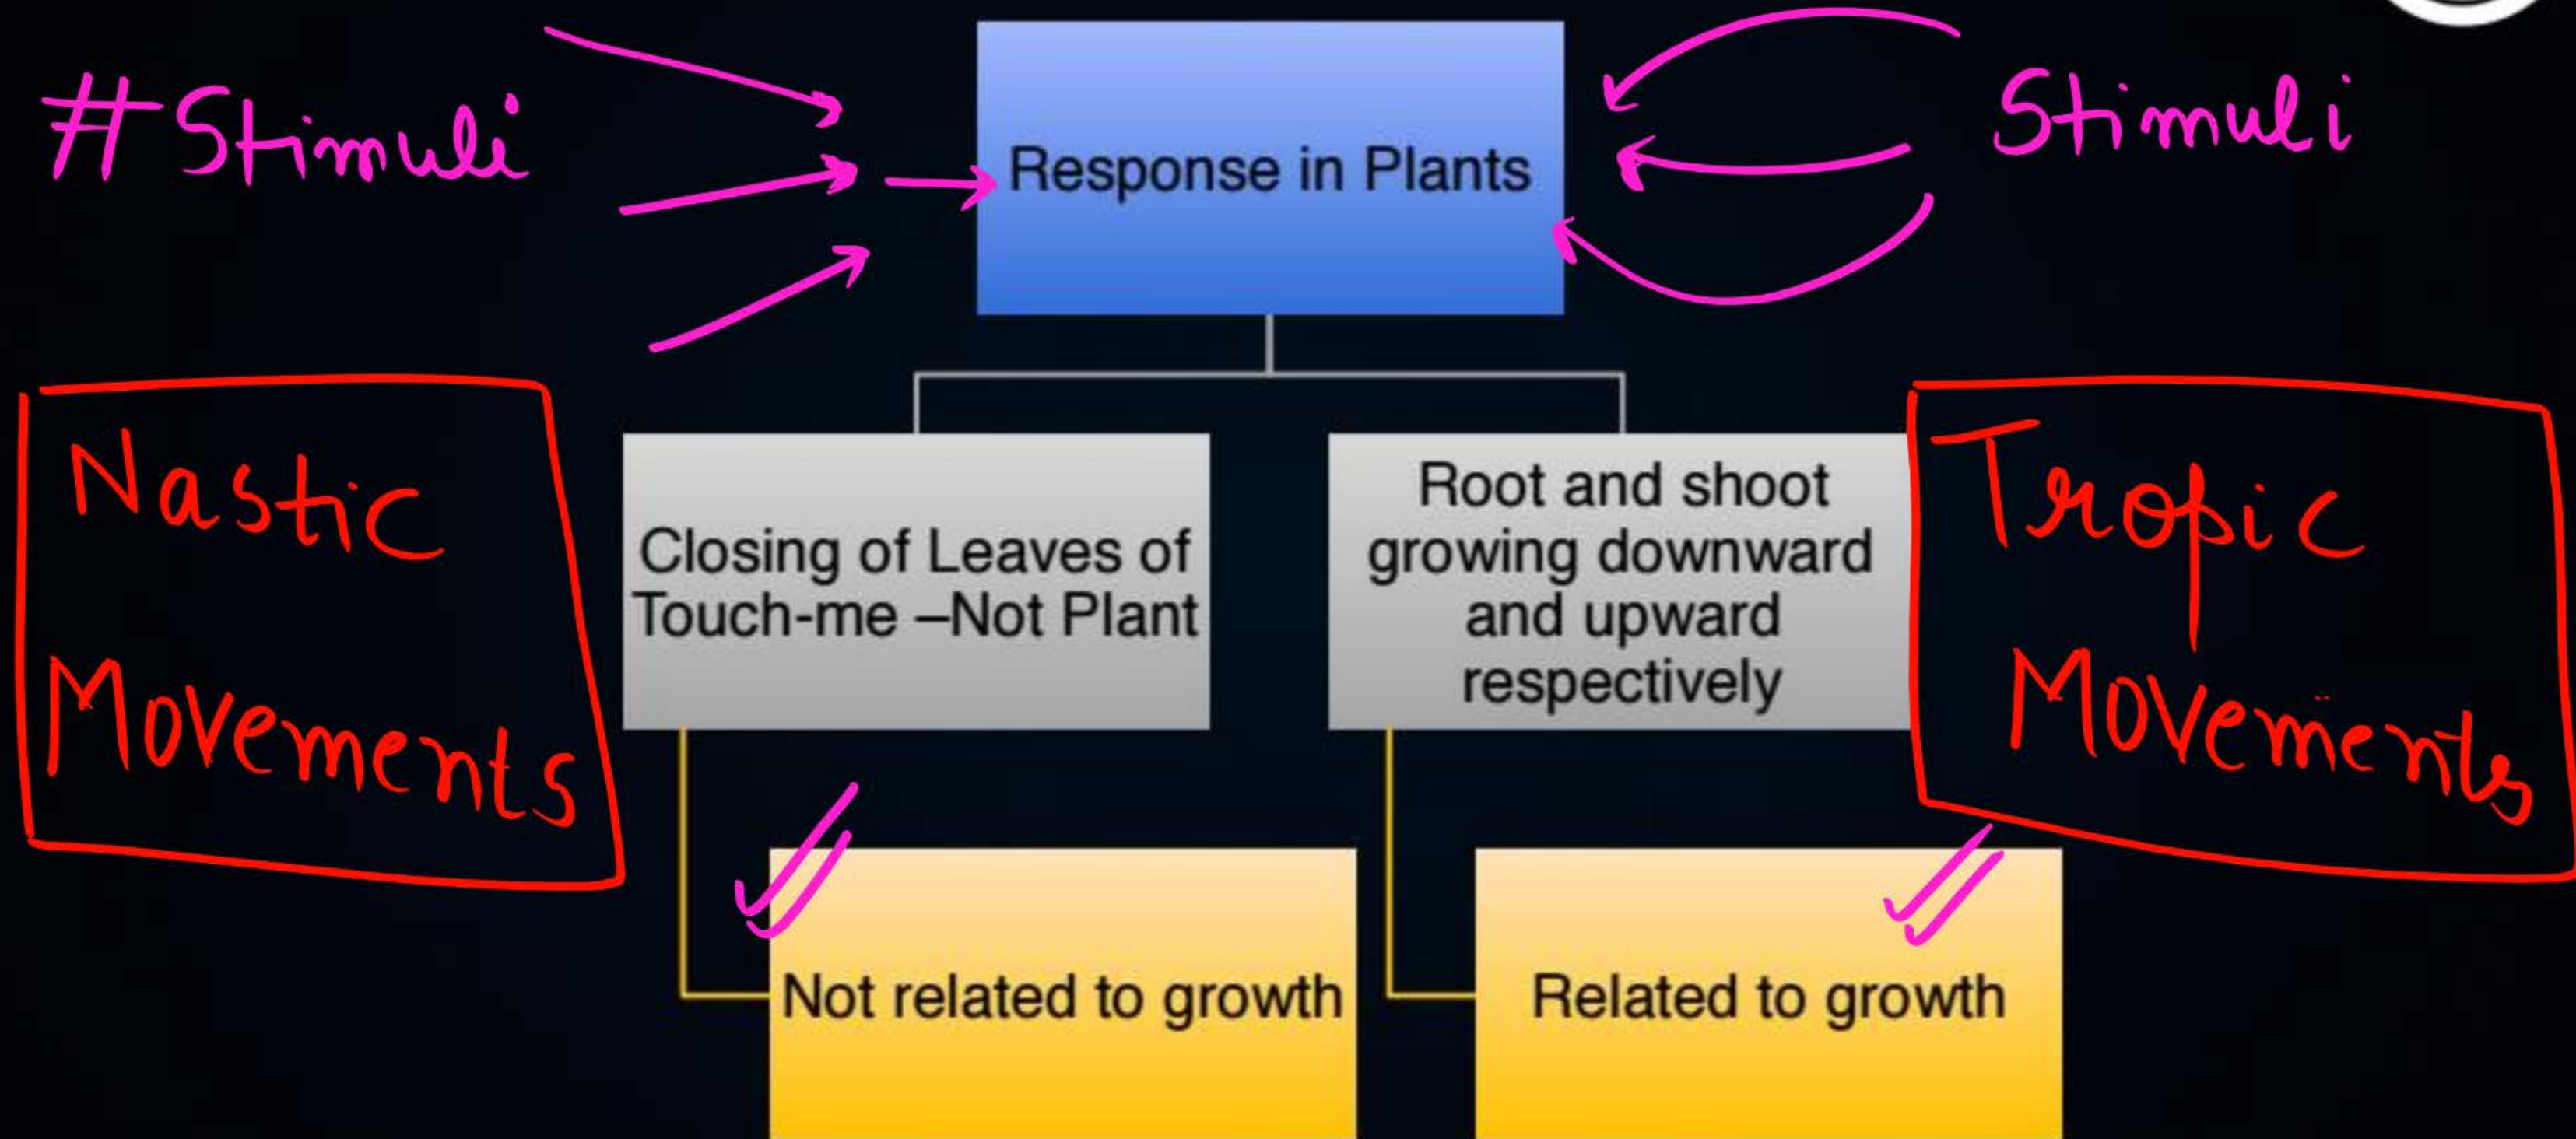 #Stimuli
Response in Plants
Stimuli
Nastic
Movements
Closing of Leaves of
Touch-me –Not Plant
Root and shoot
growing downward
and upward
respectively
Tropic
Movements
Not related to growth
Related to growth